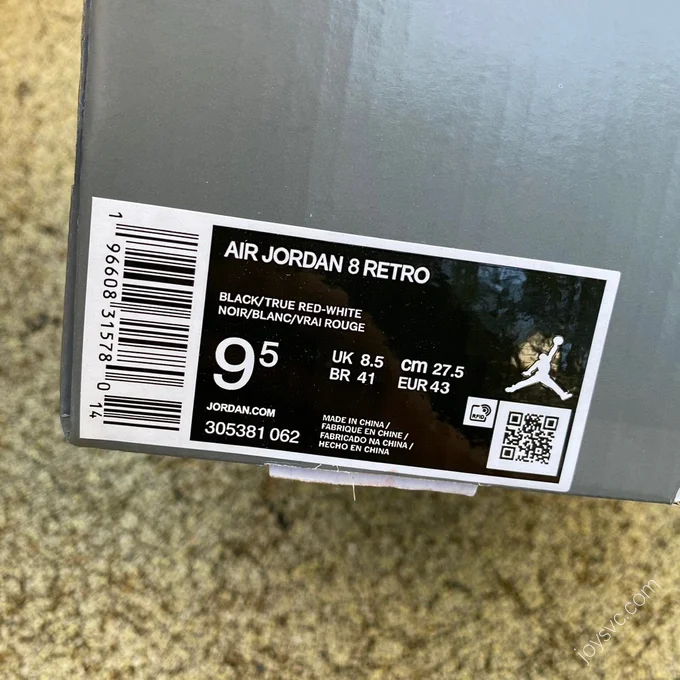 AIR JORDAN 8 RETRO
BLACK/TRUE RED-WHITE
NOIR/BLANC/VRAI ROUGE
9 5
UK 8.5 cm 27.5
BR 41 EUR 43
JORDAN.COM
305381 062
MADE IN CHINA /
FABRIQUE EN CHINE /
FABRICADO NA CHINA /
HECHO EN CHINA
RFID
1 96608 31578 0 14
joysvc.com